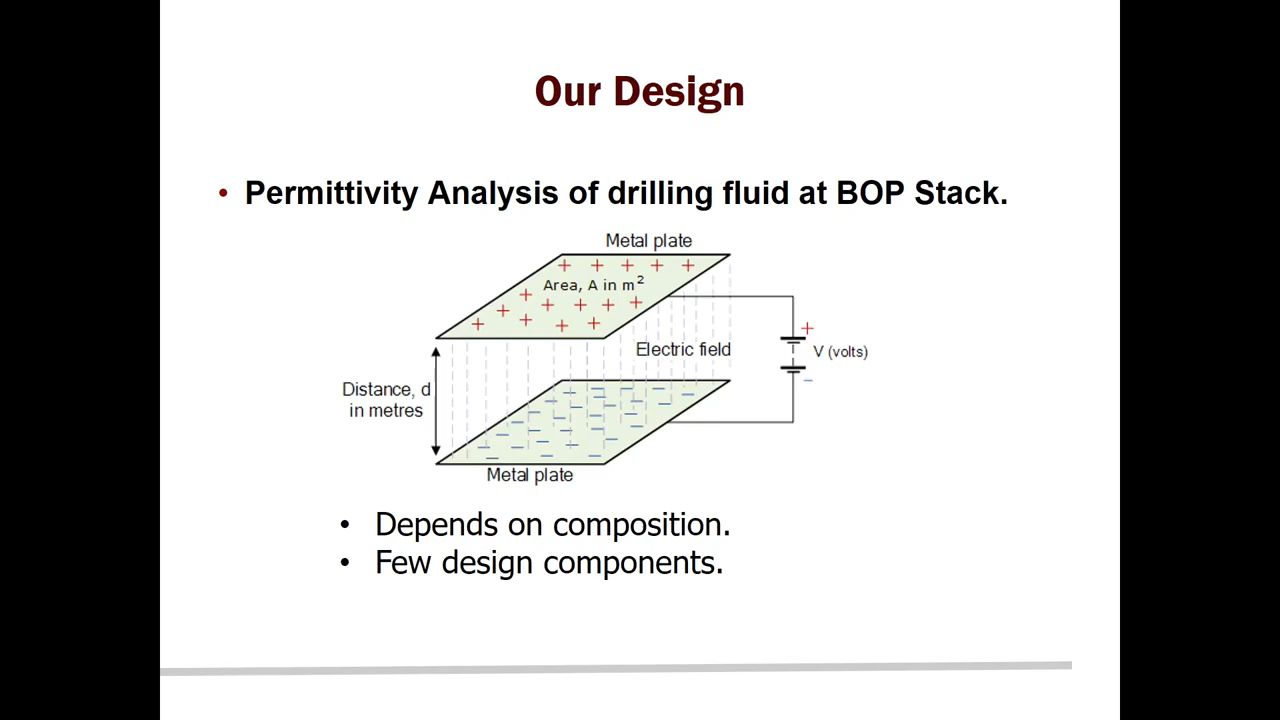 Our Design
• Permittivity Analysis of drilling fluid at BOP Stack.
Metal plate
Area, A in m²
Electric field
V (volts)
Distance, d
in metres
Metal plate
• Depends on composition.
• Few design components.